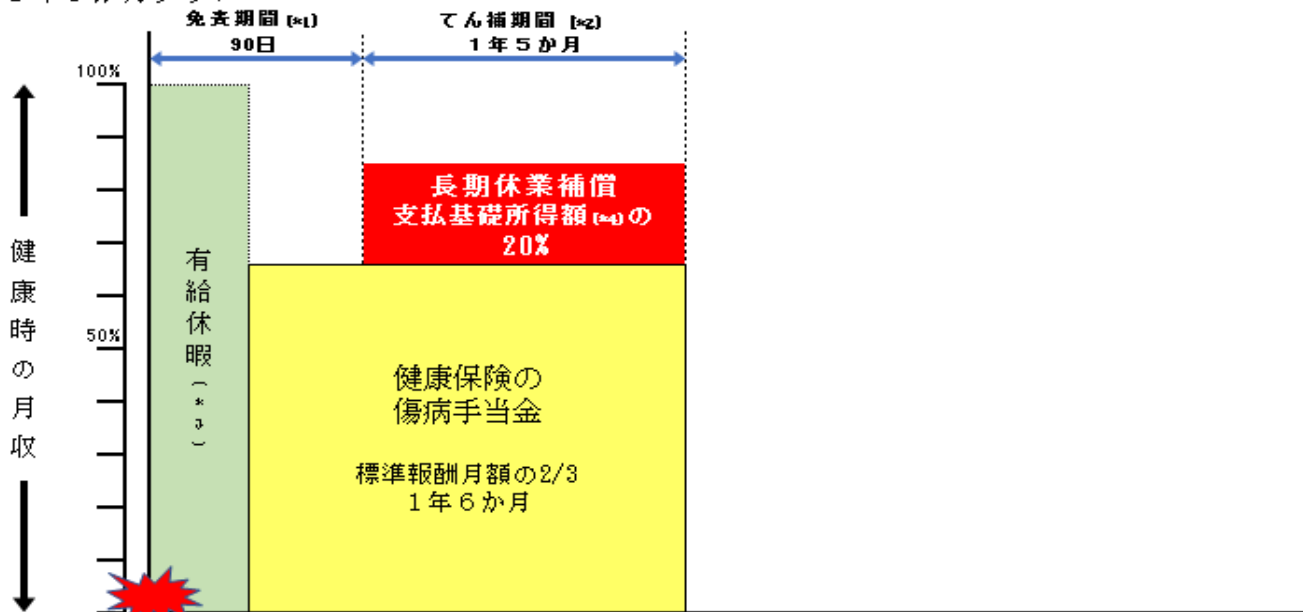 免責期間 (*1)
90日
てん補期間 (*2)
1年5か月
100%
50%
健康時の月収
有給休暇(*3)
長期休業補償
支払基礎所得額(*4)の
20%
健康保険の
傷病手当金
標準報酬月額の2/3
1年6か月